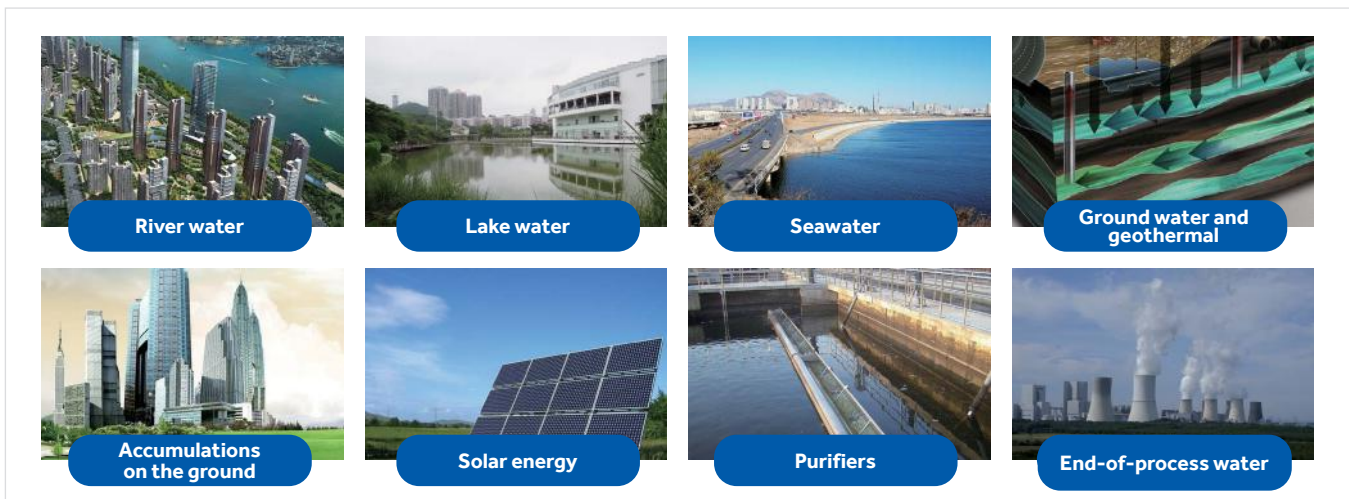 River water
Lake water
Seawater
Ground water and
geothermal
Accumulations
on the ground
Solar energy
Purifiers
End-of-process water